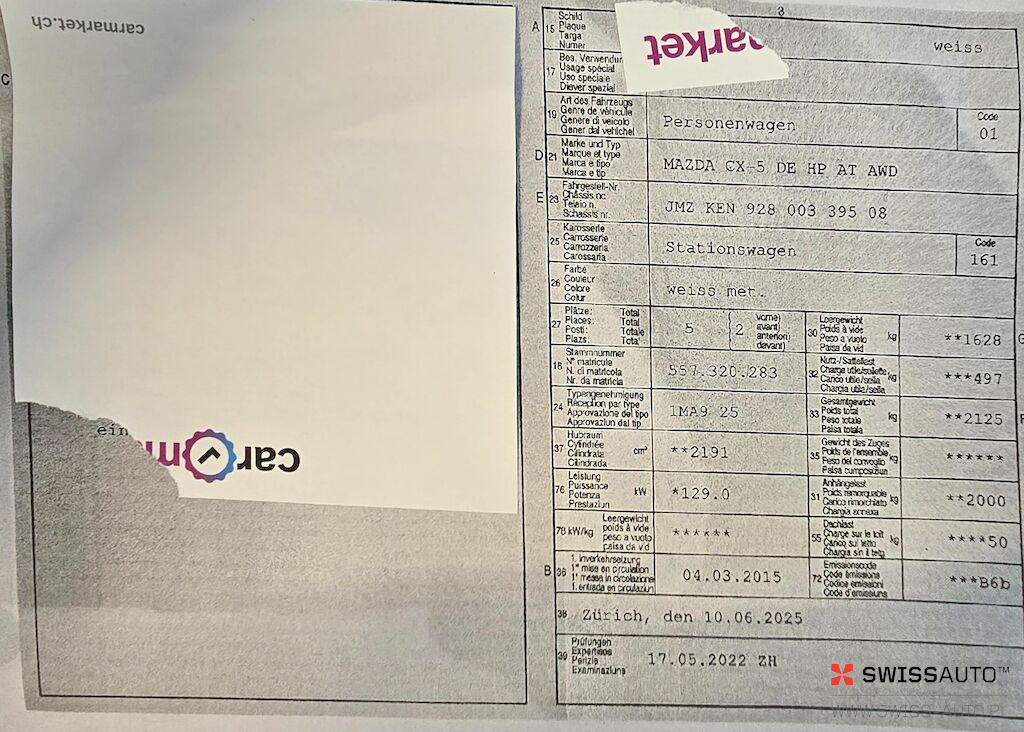 carmarket.ch
C
ein
car m
3
A 15 Schild
Plaque
Targa
Numer
weiss
arket
17 Bes. Verwendun
Usage spécial
Uso speciale
Diever spezial
19 Art des Fahrzeugs
Genre de véhicule
Genere di veicolo
Gener dal vehichel
Personenwagen
Code
01
D 21 Marke und Typ
Marque et type
Marca e tipo
Marca e tip
MAZDA CX-5 DE HP AT AWD
E 23 Fahrgestell-Nr.
Châssis no
Telaio n.
Schassis nr.
JMZ KEN 928 003 395 08
25 Karosserie
Carrosserie
Carrozzeria
Carossaria
Stationswagen
Code
161
26 Farbe
Couleur
Colore
Colur
weiss met.
27 Plätze: Total
Places: Total
Posti: Totale
Plazs: Total
5 (2 vorne)
avant)
anteriori)
davant)
30 Leergewicht
Poids à vide kg
Peso a vuoto
Paisa da vid
**1628
G
18 Stammnummer
N° matricule
N. di matricola
Nr. da matricla
557.320.283
32 Nutz-/Sattellast
Charge utile/sellette kg
Carico utile/sella
Chargia utila/sella
***497
24 Typengenehmigung
Réception par type
Approvazione del tipo
Approvaziun dal tip
1MA9 25
33 Gesamtgewicht
Poids total kg
Peso totale
Paisa totala
**2125
37 Hubraum
Cylindrée cm³
Cilindrata
Cilindrada
**2191
35 Gewicht des Zuges
Poids de l'ensemble kg
Peso del convoglio
Paisa cumposiziun
******
76 Leistung
Puissance kW
Potenza
Prestaziun
*129.0
31 Anhängelast
Poids remorquable kg
Carico rimorchiato
Chargia annexa
**2000
78 kW/kg Leergewicht
poids à vide
peso a vuoto
paisa da vid
******
55 Dachlast
Charge sur le toit kg
Carico sul tetto
Chargia sin il tetg
****50
B 36 1. Inverkehrsetzung
1re mise en circulation
1a messa in circolazione
1. entrada en circulaziun
04.03.2015
72 Emissionscode
Code émissions
Codice emissioni
Code d'emissiuns
***B6b
38 Zürich, den 10.06.2025
39 Prüfungen
Expertises
Perizia
Examinaziuns
17.05.2022 ZH
SWISSAUTO™
WWW.SWISSAUTO.PL